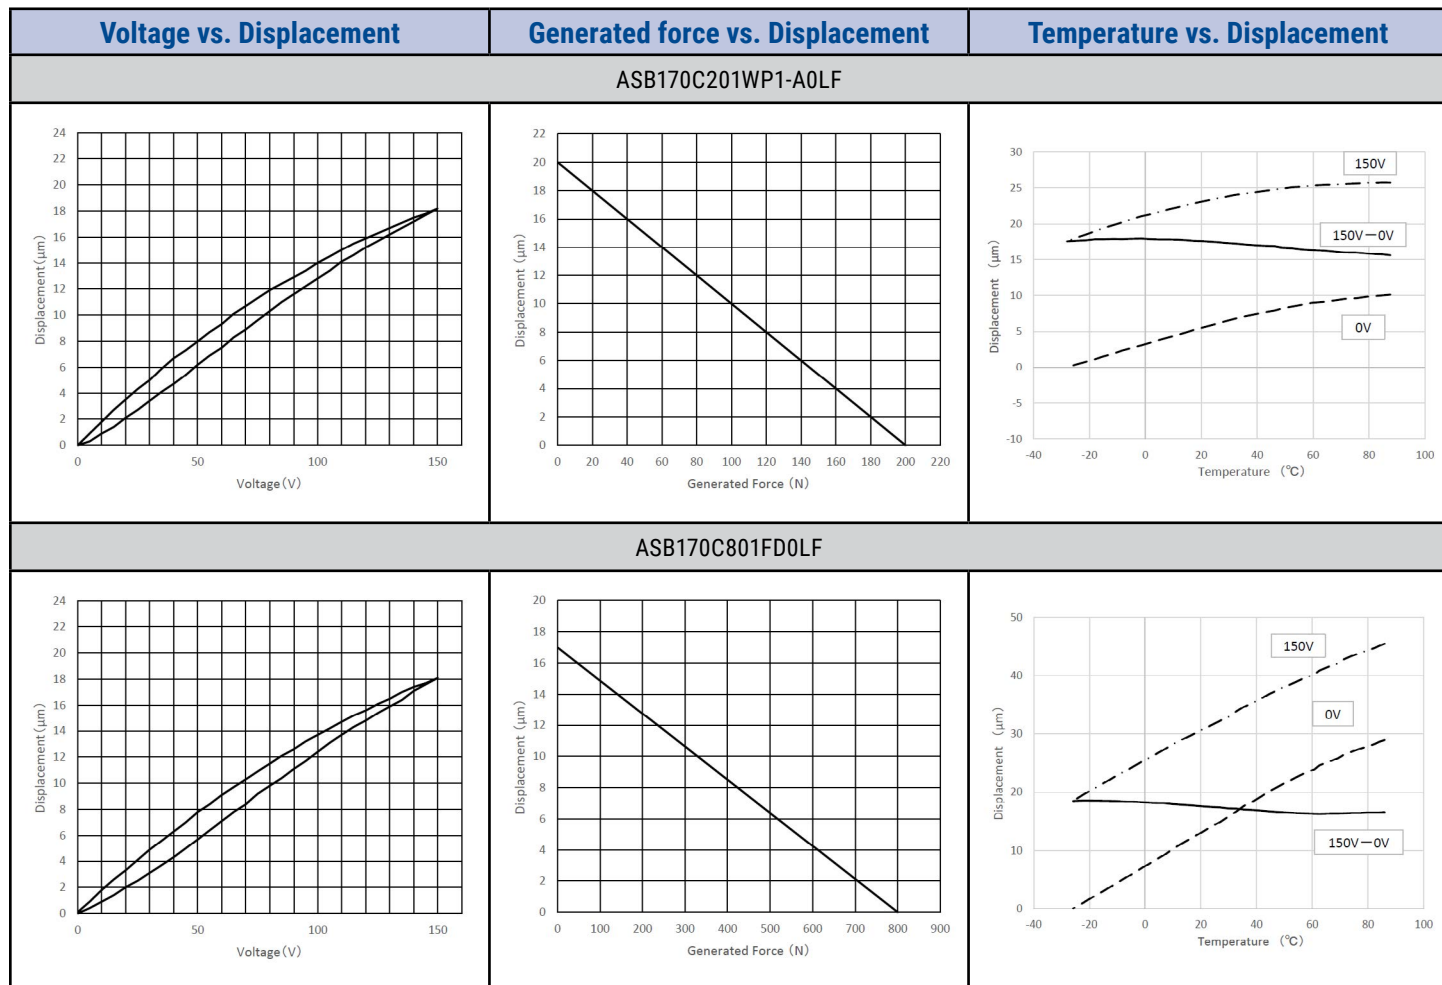 Voltage vs. Displacement
Generated force vs. Displacement
Temperature vs. Displacement
ASB170C201WP1-A0LF
24
22
20
18
16
14
12
10
8
6
4
2
0
Displacement(μm)
0 50 100 150
Voltage(V)
22
20
18
16
14
12
10
8
6
4
2
0
Displacement (μm)
0 20 40 60 80 100 120 140 160 180 200 220
Generated Force (N)
30
25
20
15
10
5
0
-5
-10
Displacement (μm)
150V
150V－0V
0V
-40 -20 0 20 40 60 80 100
Temperature (℃)
ASB170C801FD0LF
24
22
20
18
16
14
12
10
8
6
4
2
0
Displacement(μm)
0 50 100 150
Voltage(V)
20
18
16
14
12
10
8
6
4
2
0
Displacement (μm)
0 100 200 300 400 500 600 700 800 900
Generated Force (N)
50
40
30
20
10
0
Displacement (μm)
150V
0V
150V－0V
-40 -20 0 20 40 60 80 100
Temperature (℃)